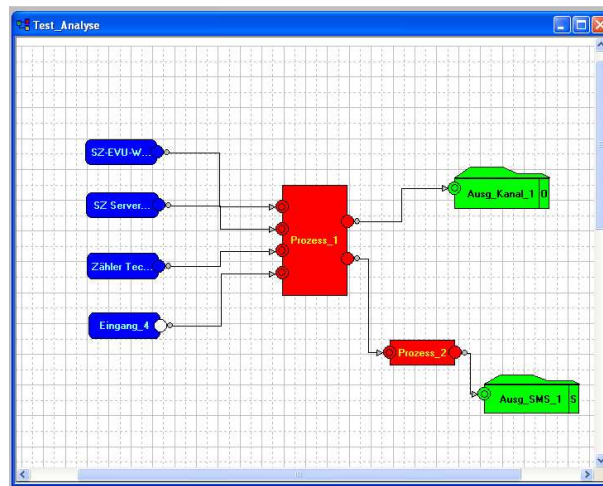 Test_Analyse
SZ-EVU-W...
SZ Server...
Zähler Tec...
Eingang_4
Prozess_1
Ausg_Kanal_1 0
Prozess_2
Ausg_SMS_1 S